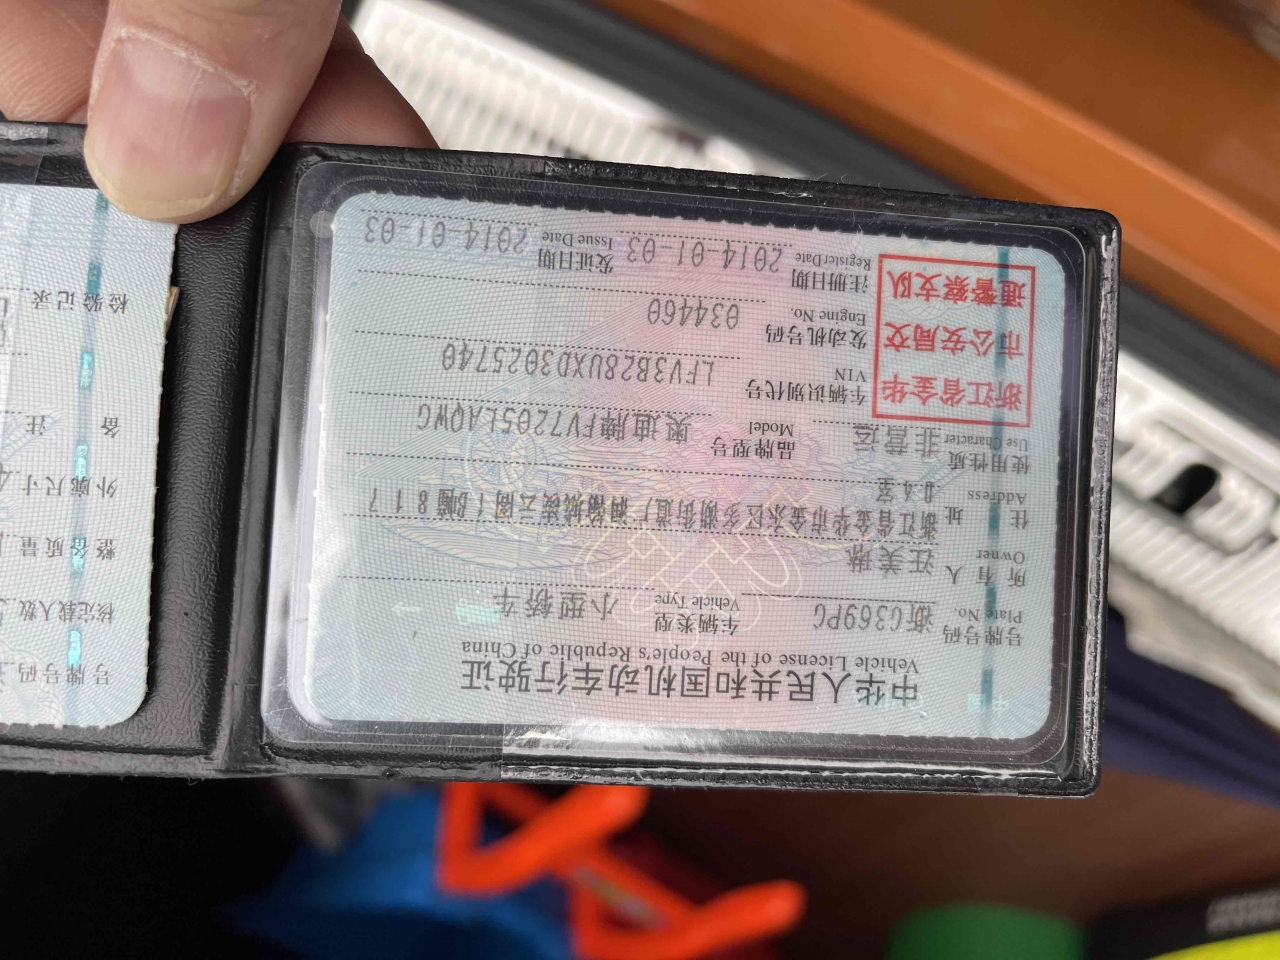 中华人民共和国机动车行驶证
Vehicle License of the People's Republic of China
号牌号码 浙G369PG 车辆类型 小型轿车
Plate No. Vehicle Type
所有人 汪美琳
Owner
住址 浙江省金华市金东区多湖街道
Address
04室
使用性质 非营运 品牌型号 奥迪牌FV7205LAQWG
Use Character Model
浙江省金华
市公安局交
通警察支队
车辆识别代号 LFV3B28UXD3025740
VIN
发动机号码 034460
Engine No.
注册日期 2014-01-03 发证日期 2014-01-03
Register Date Issue Date
号牌号码
核定载人数
整备质量
外廓尺寸
备注
检验记录